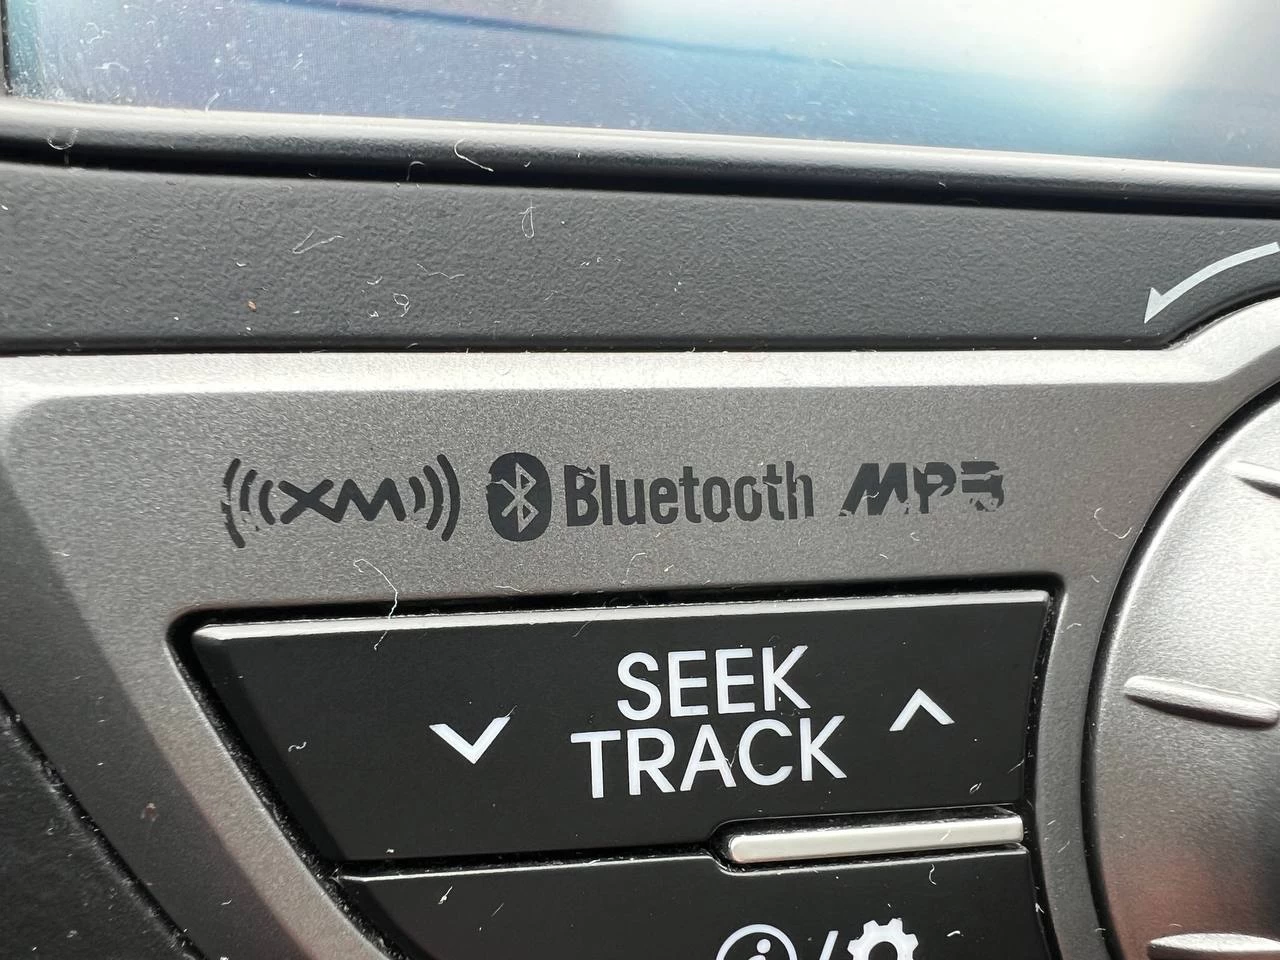 XM Bluetooth MP3
SEEK
TRACK
i /